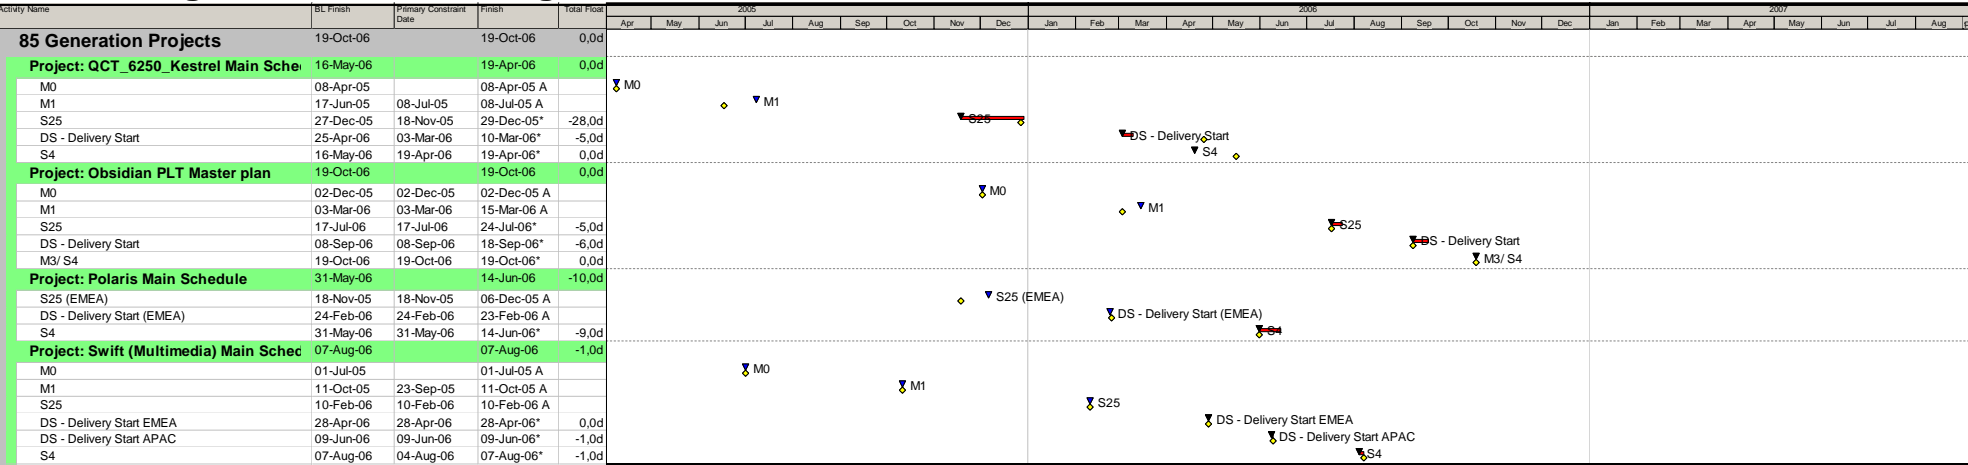 Activity Name BL Finish Primary Constraint Date Finish Total Float 2005 2006 2007
Apr May Jun Jul Aug Sep Oct Nov Dec Jan Feb Mar Apr May Jun Jul Aug Sep Oct Nov Dec Jan Feb Mar Apr May Jun Jul Aug
85 Generation Projects 19-Oct-06 19-Oct-06 0,0d
Project: QCT_6250_Kestrel Main Sche 16-May-06 19-Apr-06 0,0d
M0 08-Apr-05 08-Apr-05 A M0
M1 17-Jun-05 08-Jul-05 08-Jul-05 A M1
S25 27-Dec-05 18-Nov-05 29-Dec-05* -28,0d S25
DS - Delivery Start 25-Apr-06 03-Mar-06 10-Mar-06* -5,0d DS - Delivery Start
S4 16-May-06 19-Apr-06 19-Apr-06* 0,0d S4
Project: Obsidian PLT Master plan 19-Oct-06 19-Oct-06 0,0d
M0 02-Dec-05 02-Dec-05 02-Dec-05 A M0
M1 03-Mar-06 03-Mar-06 15-Mar-06 A M1
S25 17-Jul-06 17-Jul-06 24-Jul-06* -5,0d S25
DS - Delivery Start 08-Sep-06 08-Sep-06 18-Sep-06* -6,0d DS - Delivery Start
M3/ S4 19-Oct-06 19-Oct-06 19-Oct-06* 0,0d M3/ S4
Project: Polaris Main Schedule 31-May-06 14-Jun-06 -10,0d
S25 (EMEA) 18-Nov-05 18-Nov-05 06-Dec-05 A S25 (EMEA)
DS - Delivery Start (EMEA) 24-Feb-06 24-Feb-06 23-Feb-06 A DS - Delivery Start (EMEA)
S4 31-May-06 31-May-06 14-Jun-06* -9,0d S4
Project: Swift (Multimedia) Main Sched 07-Aug-06 07-Aug-06 -1,0d
M0 01-Jul-05 01-Jul-05 A M0
M1 11-Oct-05 23-Sep-05 11-Oct-05 A M1
S25 10-Feb-06 10-Feb-06 10-Feb-06 A S25
DS - Delivery Start EMEA 28-Apr-06 28-Apr-06 28-Apr-06* 0,0d DS - Delivery Start EMEA
DS - Delivery Start APAC 09-Jun-06 09-Jun-06 09-Jun-06* -1,0d DS - Delivery Start APAC
S4 07-Aug-06 04-Aug-06 07-Aug-06* -1,0d S4